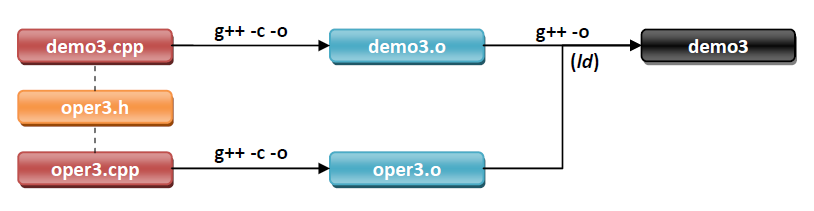 g++ -c -o
g++ -o
demo3.cpp
demo3.o
demo3
(ld)
oper3.h
g++ -c -o
oper3.cpp
oper3.o